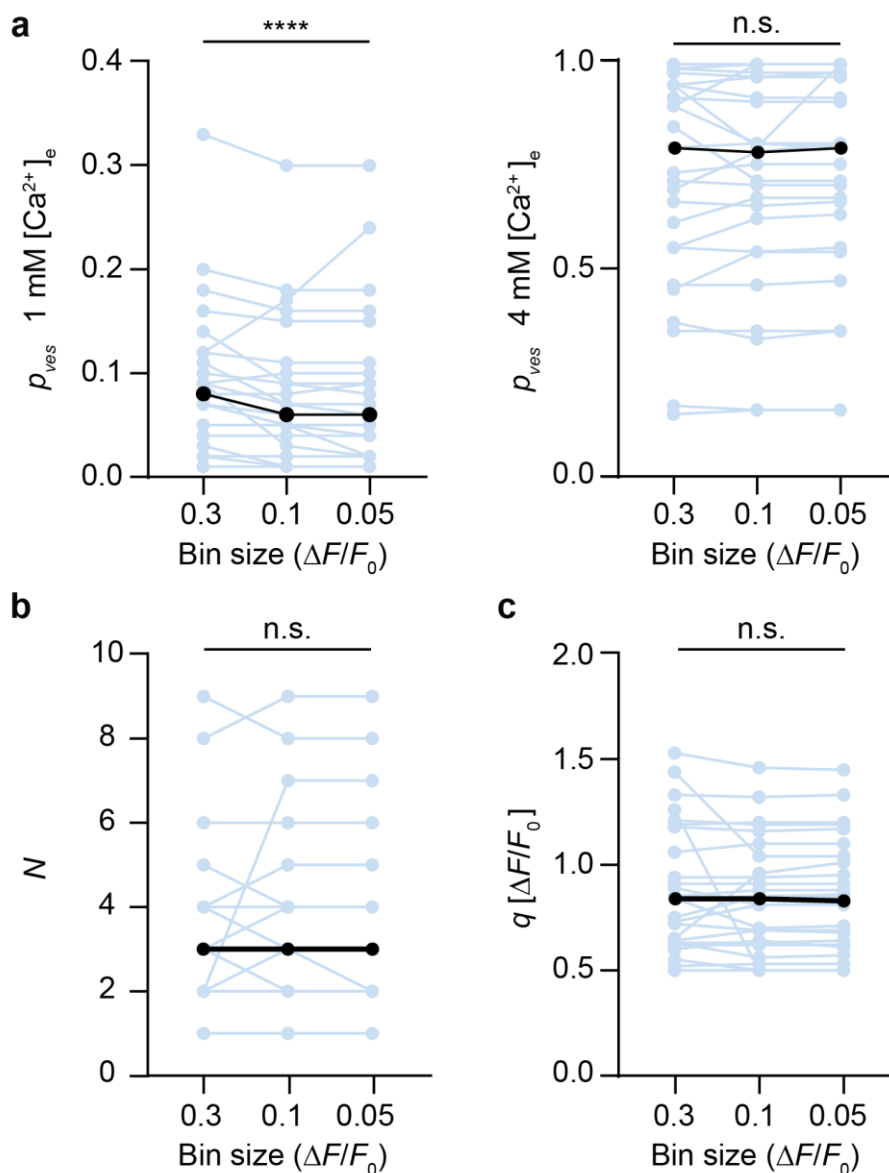 a
****
0.4
0.3
0.2
0.1
0.0
p_ves 1 mM [Ca²⁺]ₑ
0.3 0.1 0.05
Bin size (ΔF/F₀)
n.s.
1.0
0.5
0.0
p_ves 4 mM [Ca²⁺]ₑ
0.3 0.1 0.05
Bin size (ΔF/F₀)
b
n.s.
10
8
6
4
2
0
N
0.3 0.1 0.05
Bin size (ΔF/F₀)
c
n.s.
2.0
1.5
1.0
0.5
0.0
q [ΔF/F₀]
0.3 0.1 0.05
Bin size (ΔF/F₀)